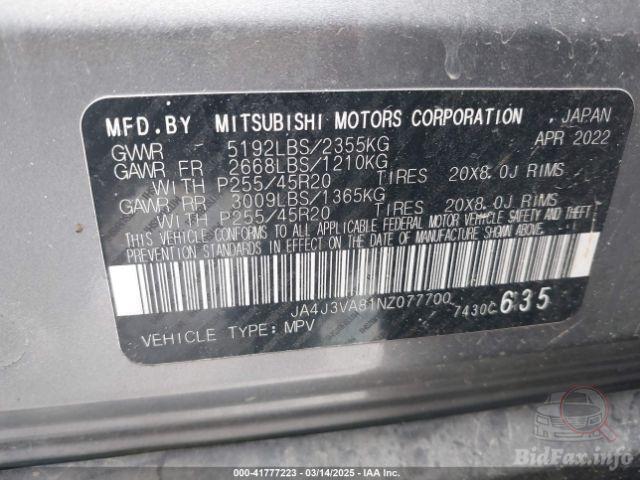 MFD.BY MITSUBISHI MOTORS CORPORATION , JAPAN
GVWR 5192LBS/2355KG APR 2022
GAWR FR 2668LBS/1210KG
WITH P255/45R20 TIRES 20X8.0J RIMS
GAWR RR 3009LBS/1365KG
WITH P255/45R20 TIRES 20X8.0J RIMS
THIS VEHICLE CONFORMS TO ALL APPLICABLE FEDERAL MOTOR VEHICLE SAFETY AND THEFT
PREVENTION STANDARDS IN EFFECT ON THE DATE OF MANUFACTURE SHOWN ABOVE.
JA4J3VA81NZ077700 7430C 635
VEHICLE TYPE: MPV
000-41777223 - 03/14/2025 - IAA Inc.
BidFax.info